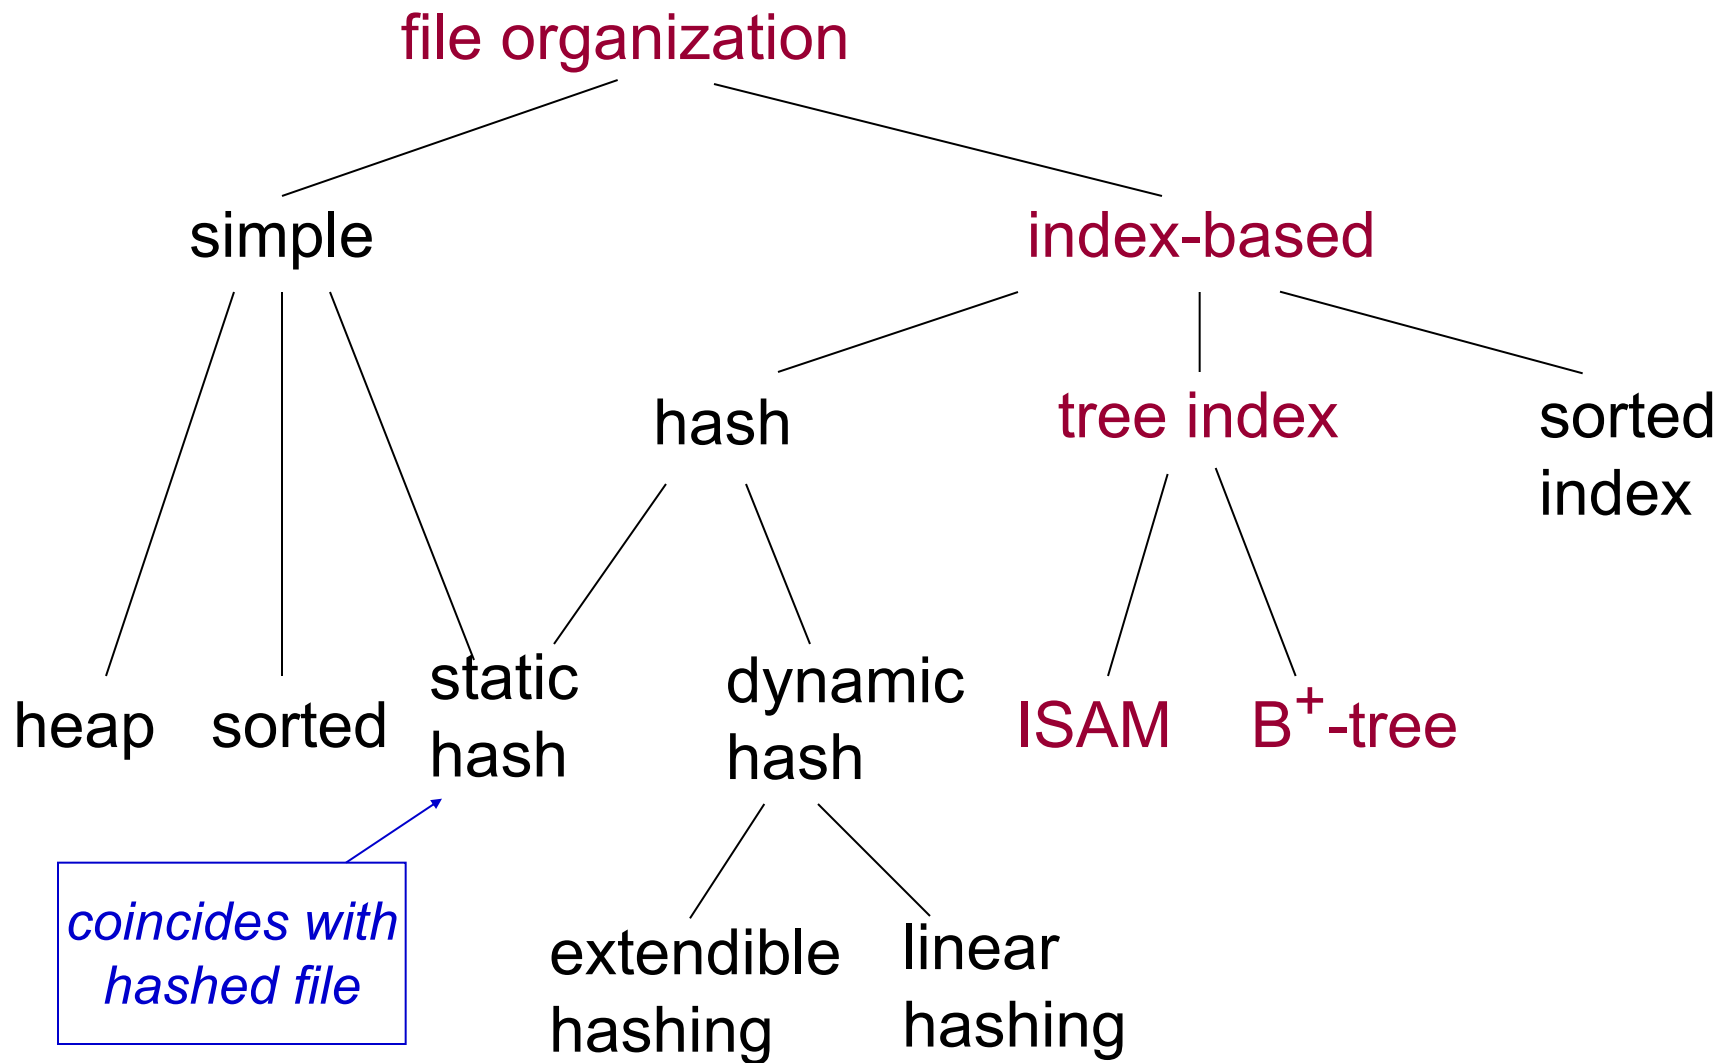 file organization
simple
index-based
hash
tree index
sorted
index
heap
sorted
static
hash
dynamic
hash
ISAM
B⁺-tree
coincides with
hashed file
extendible
hashing
linear
hashing